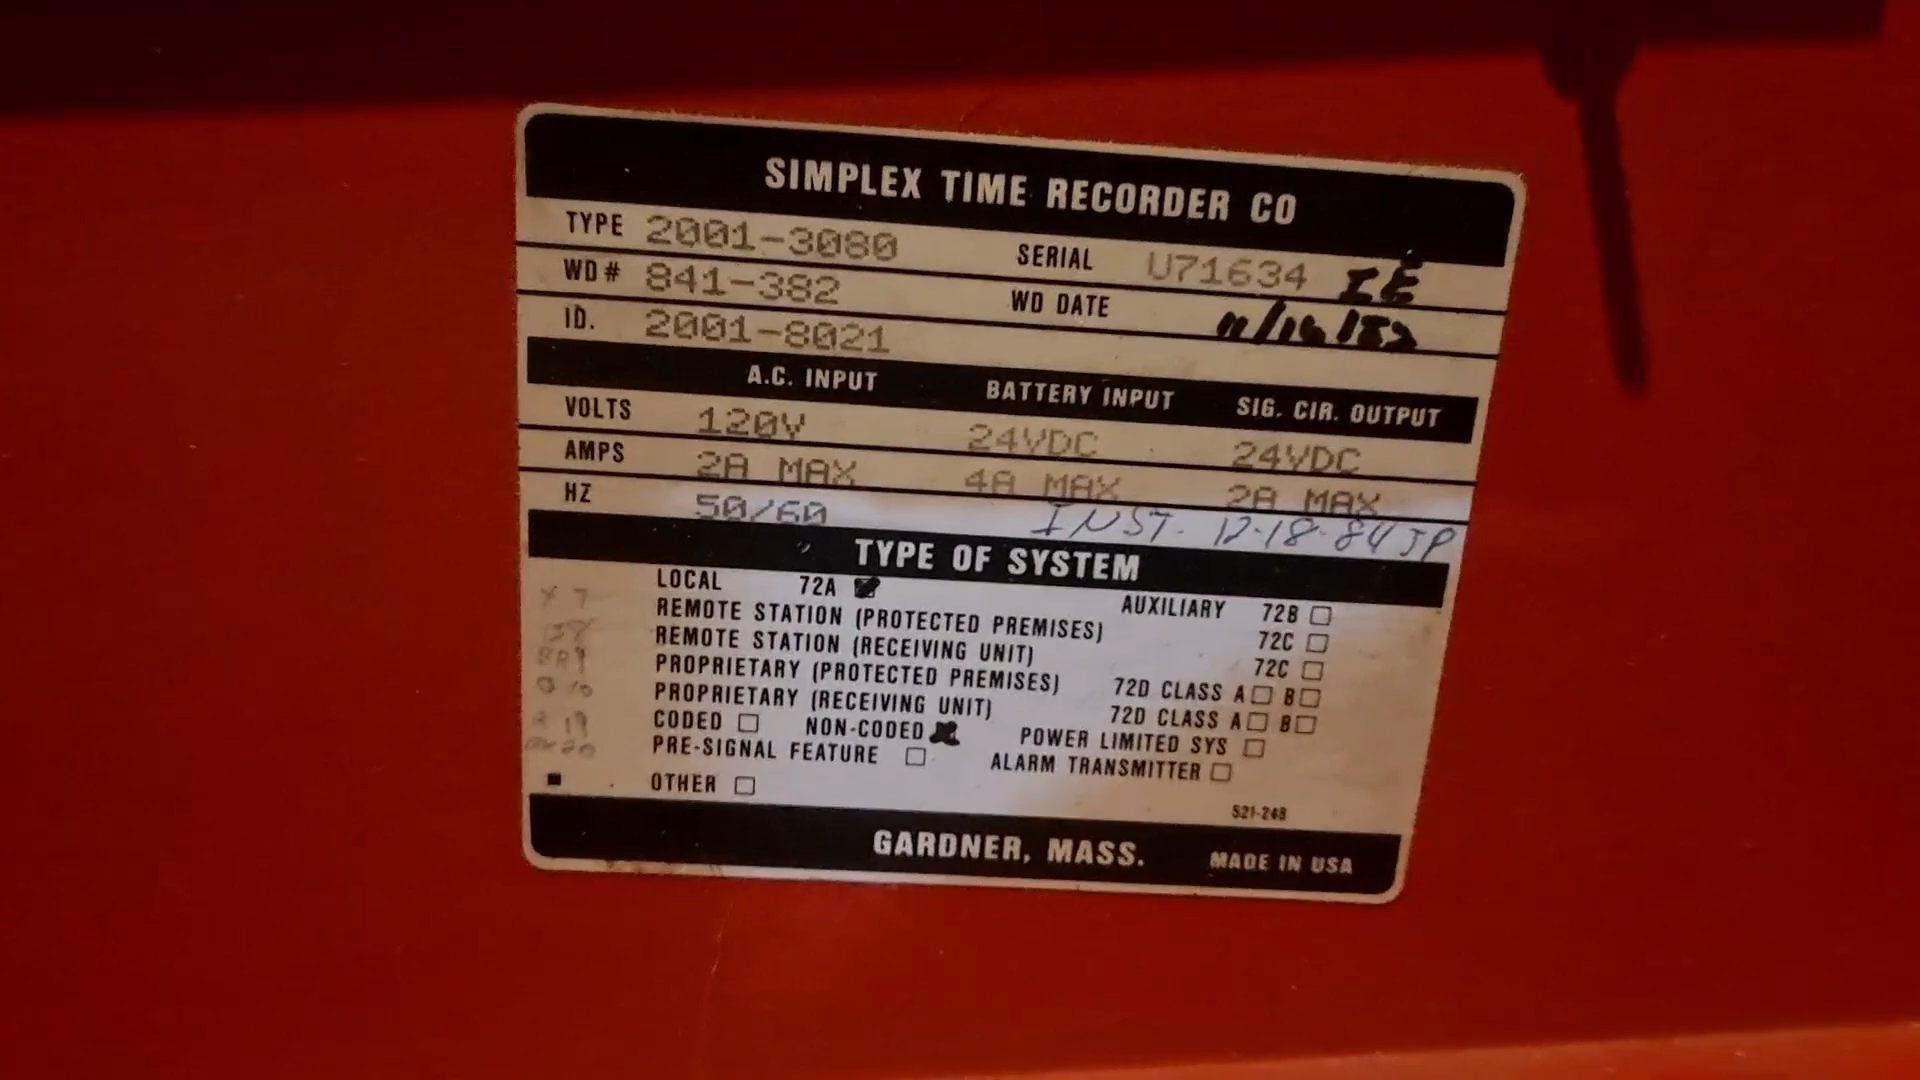 SIMPLEX TIME RECORDER CO
TYPE 2001-3080 SERIAL U71634 IE
WD # 841-382 WD DATE
ID. 2001-8021
A.C. INPUT BATTERY INPUT SIG. CIR. OUTPUT
VOLTS 120V 24VDC 24VDC
AMPS 2A MAX 4A MAX 2A MAX
HZ 50/60 INST. 12-18-84 JP
TYPE OF SYSTEM
LOCAL 72A AUXILIARY 72B
REMOTE STATION (PROTECTED PREMISES) 72C
REMOTE STATION (RECEIVING UNIT) 72C
PROPRIETARY (PROTECTED PREMISES) 72D CLASS A B
PROPRIETARY (RECEIVING UNIT) 72D CLASS A B
CODED NON-CODED POWER LIMITED SYS
PRE-SIGNAL FEATURE ALARM TRANSMITTER
OTHER
521-248
GARDNER, MASS. MADE IN USA